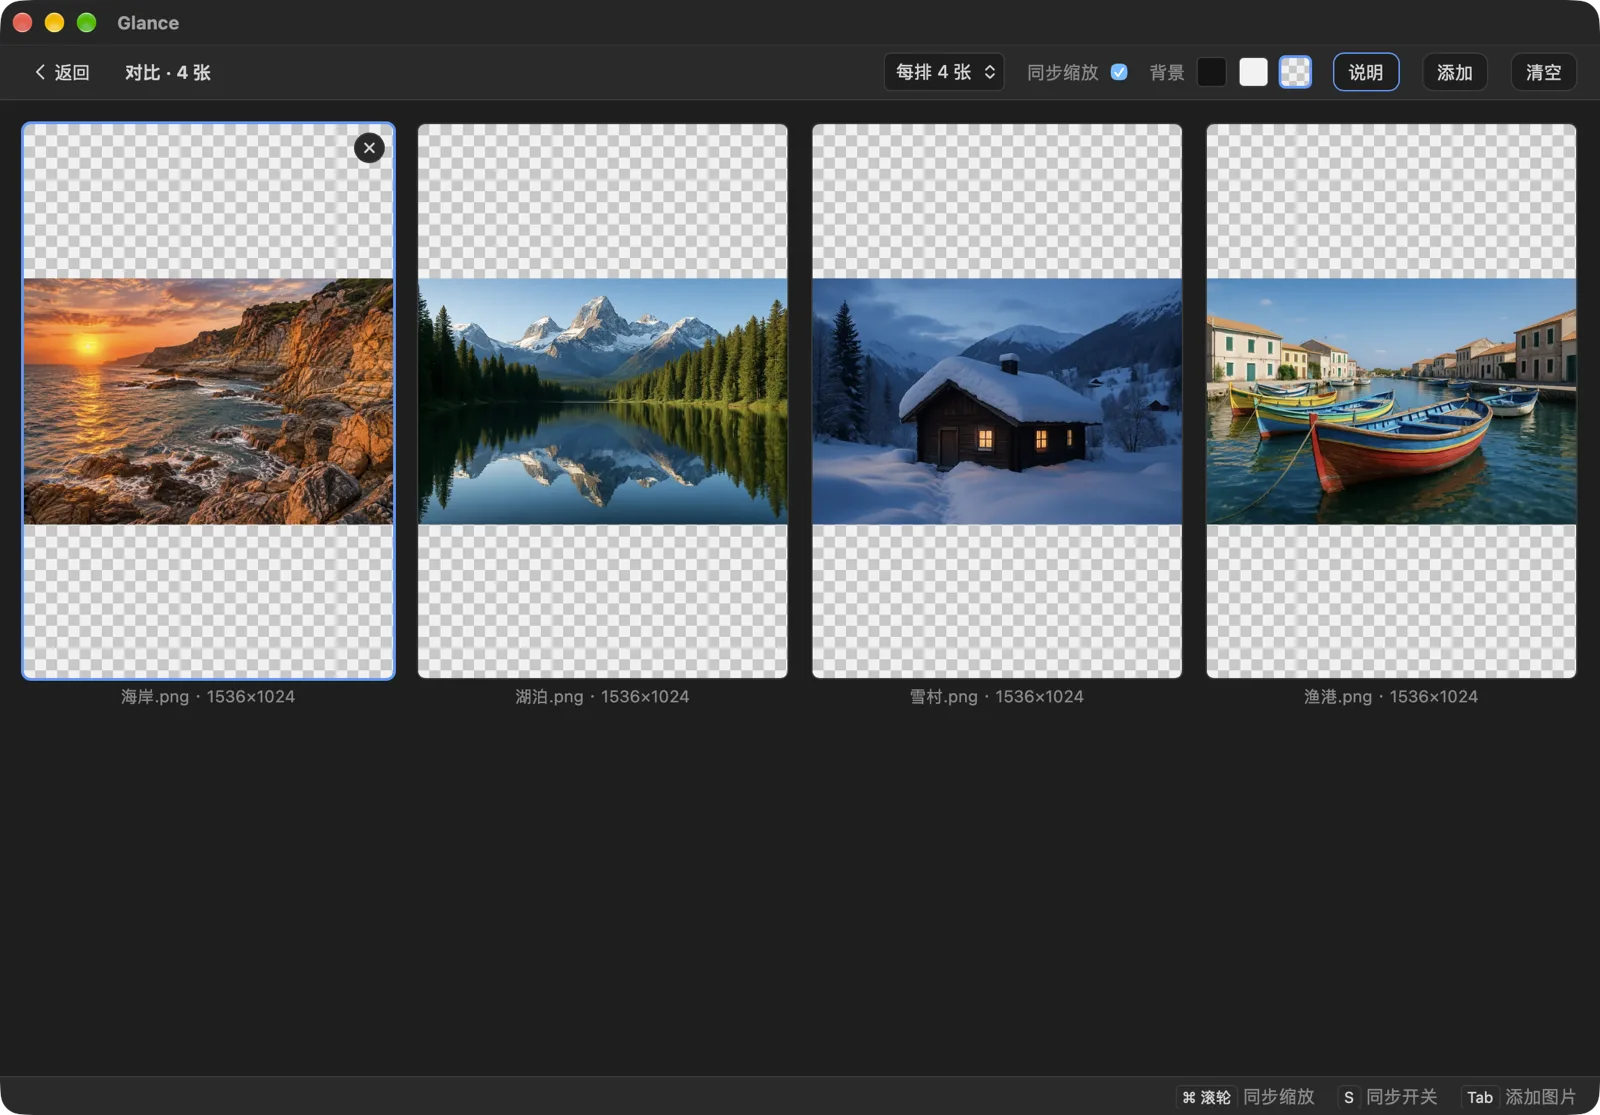 Glance
返回 对比 · 4 张 每排 4 张 同步缩放 背景 说明 添加 清空
海岸.png · 1536×1024
湖泊.png · 1536×1024
雪村.png · 1536×1024
渔港.png · 1536×1024
⌘ 滚轮 同步缩放 S 同步开关 Tab 添加图片